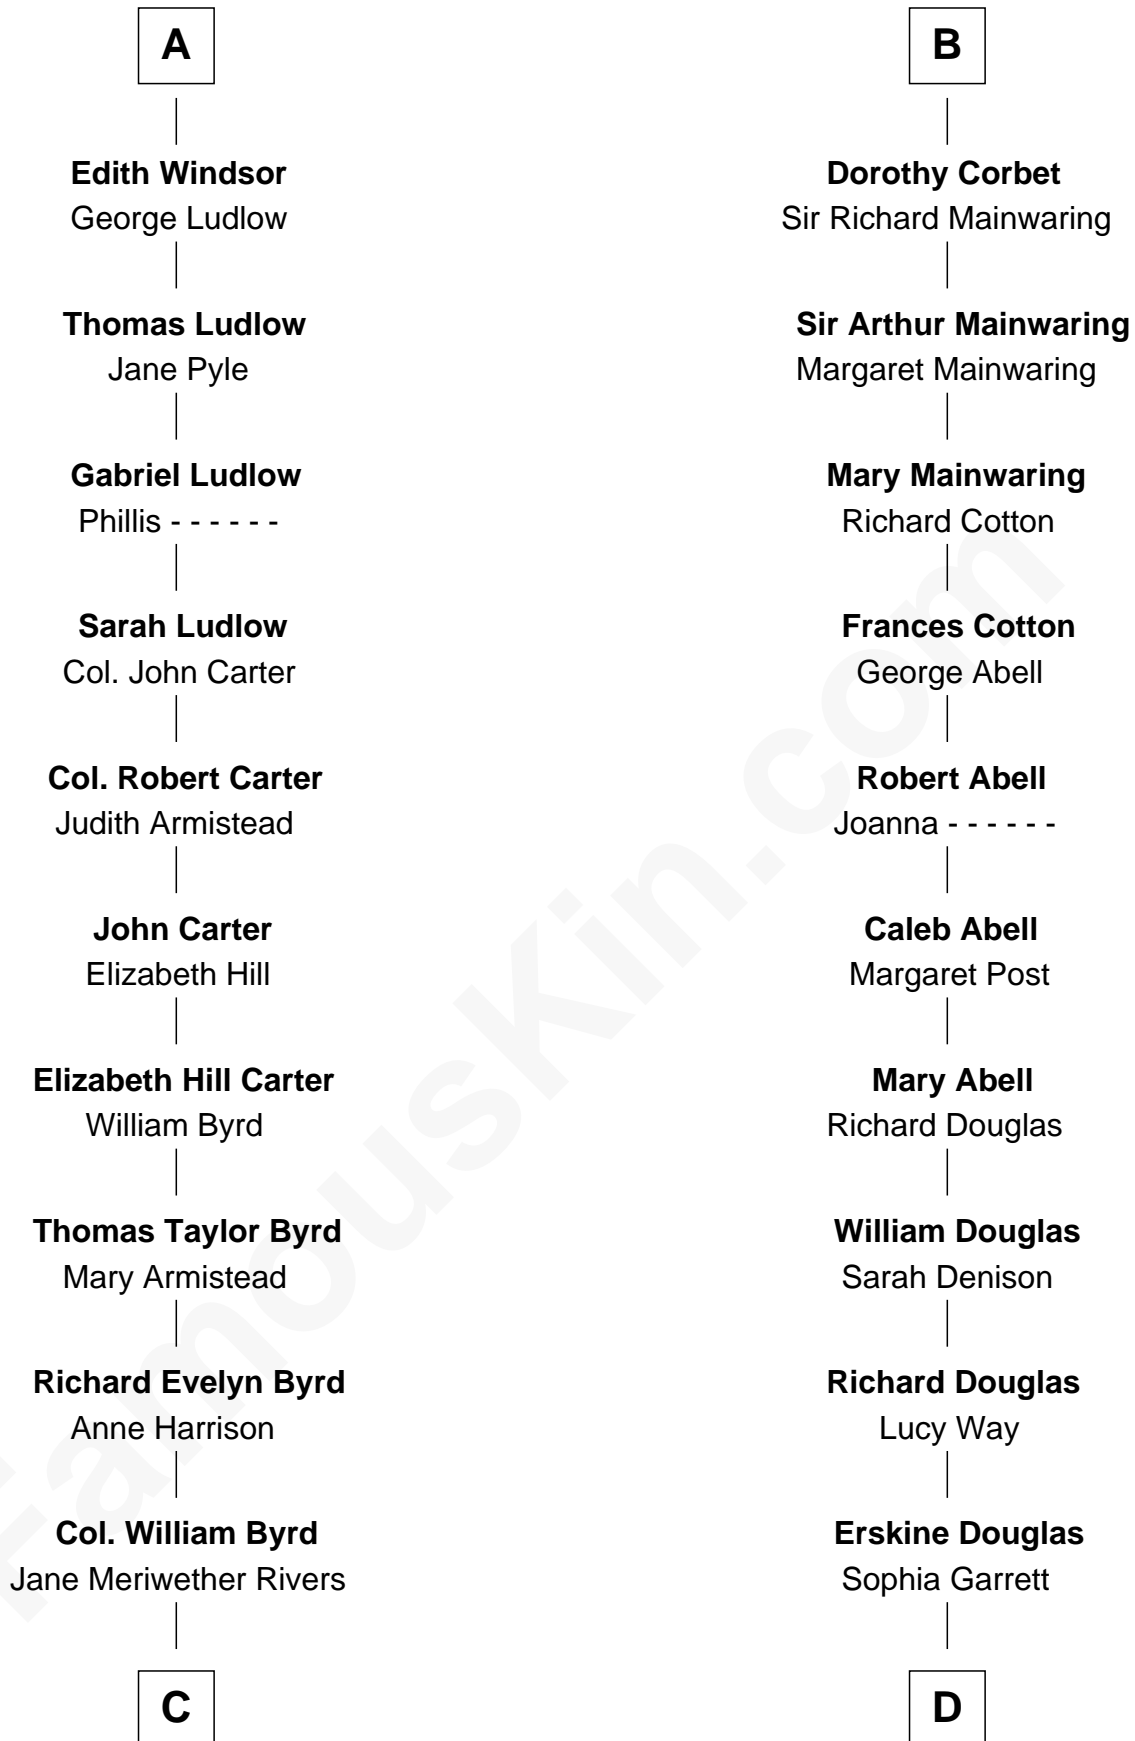 A
Edith Windsor
George Ludlow
Thomas Ludlow
Jane Pyle
Gabriel Ludlow
Phillis - - - - - -
Sarah Ludlow
Col. John Carter
Col. Robert Carter
Judith Armistead
John Carter
Elizabeth Hill
Elizabeth Hill Carter
William Byrd
Thomas Taylor Byrd
Mary Armistead
Richard Evelyn Byrd
Anne Harrison
Col. William Byrd
Jane Meriwether Rivers
C
B
Dorothy Corbet
Sir Richard Mainwaring
Sir Arthur Mainwaring
Margaret Mainwaring
Mary Mainwaring
Richard Cotton
Frances Cotton
George Abell
Robert Abell
Joanna - - - - - -
Caleb Abell
Margaret Post
Mary Abell
Richard Douglas
William Douglas
Sarah Denison
Richard Douglas
Lucy Way
Erskine Douglas
Sophia Garrett
D
FamousKin.com